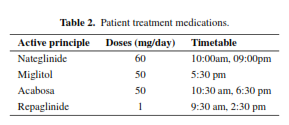 Table 2. Patient treatment medications.
Active principle Doses (mg/day) Timetable
Nateglinide 60 10:00am, 09:00pm
Miglitol 50 5:30 pm
Acabosa 50 10:30 am, 6:30 pm
Repaglinide 1 9:30 am, 2:30 pm